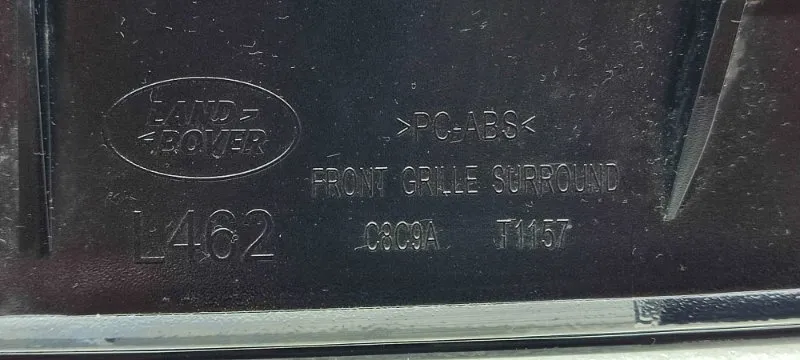 LAND
ROVER
L462
>PC-ABS<
FRONT GRILLE SURROUND
C8C9A T1157